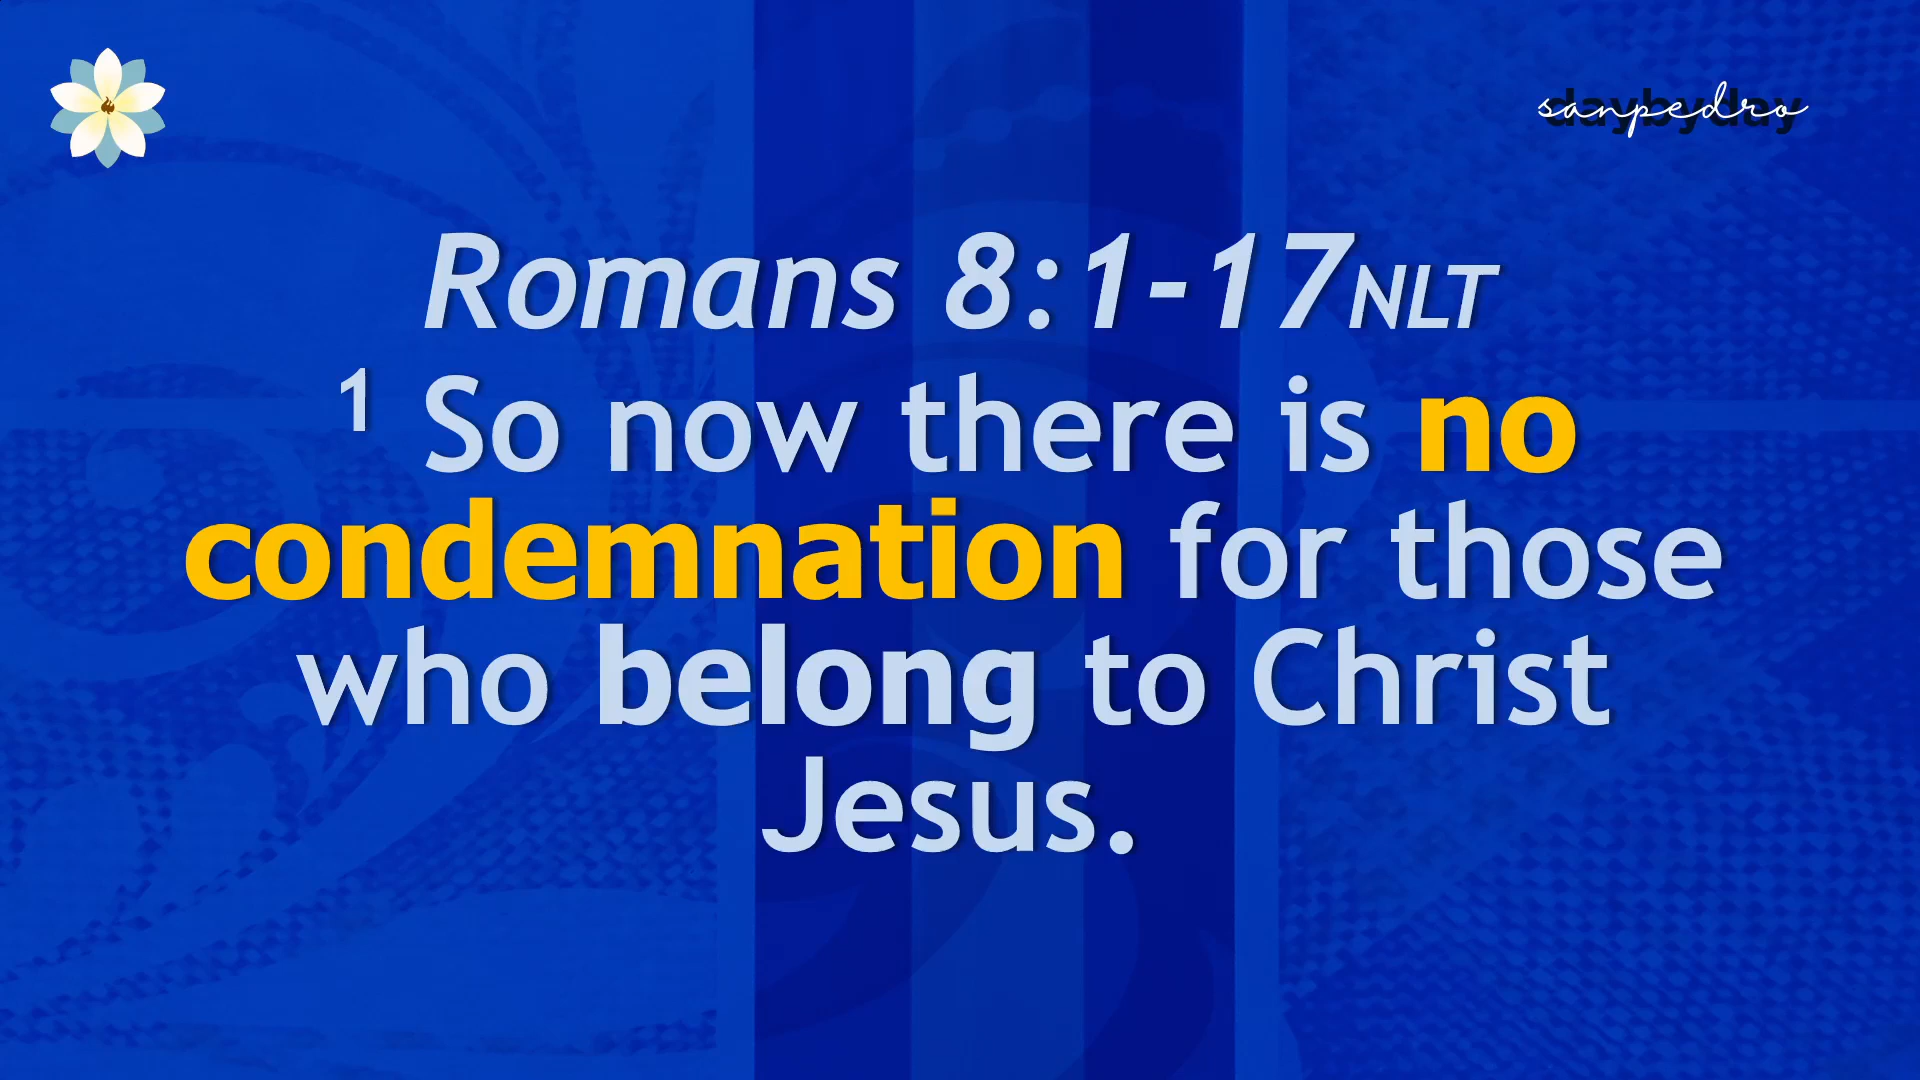 daybyday
sanpedro
Romans 8:1-17NLT
1 So now there is no
condemnation for those
who belong to Christ
Jesus.